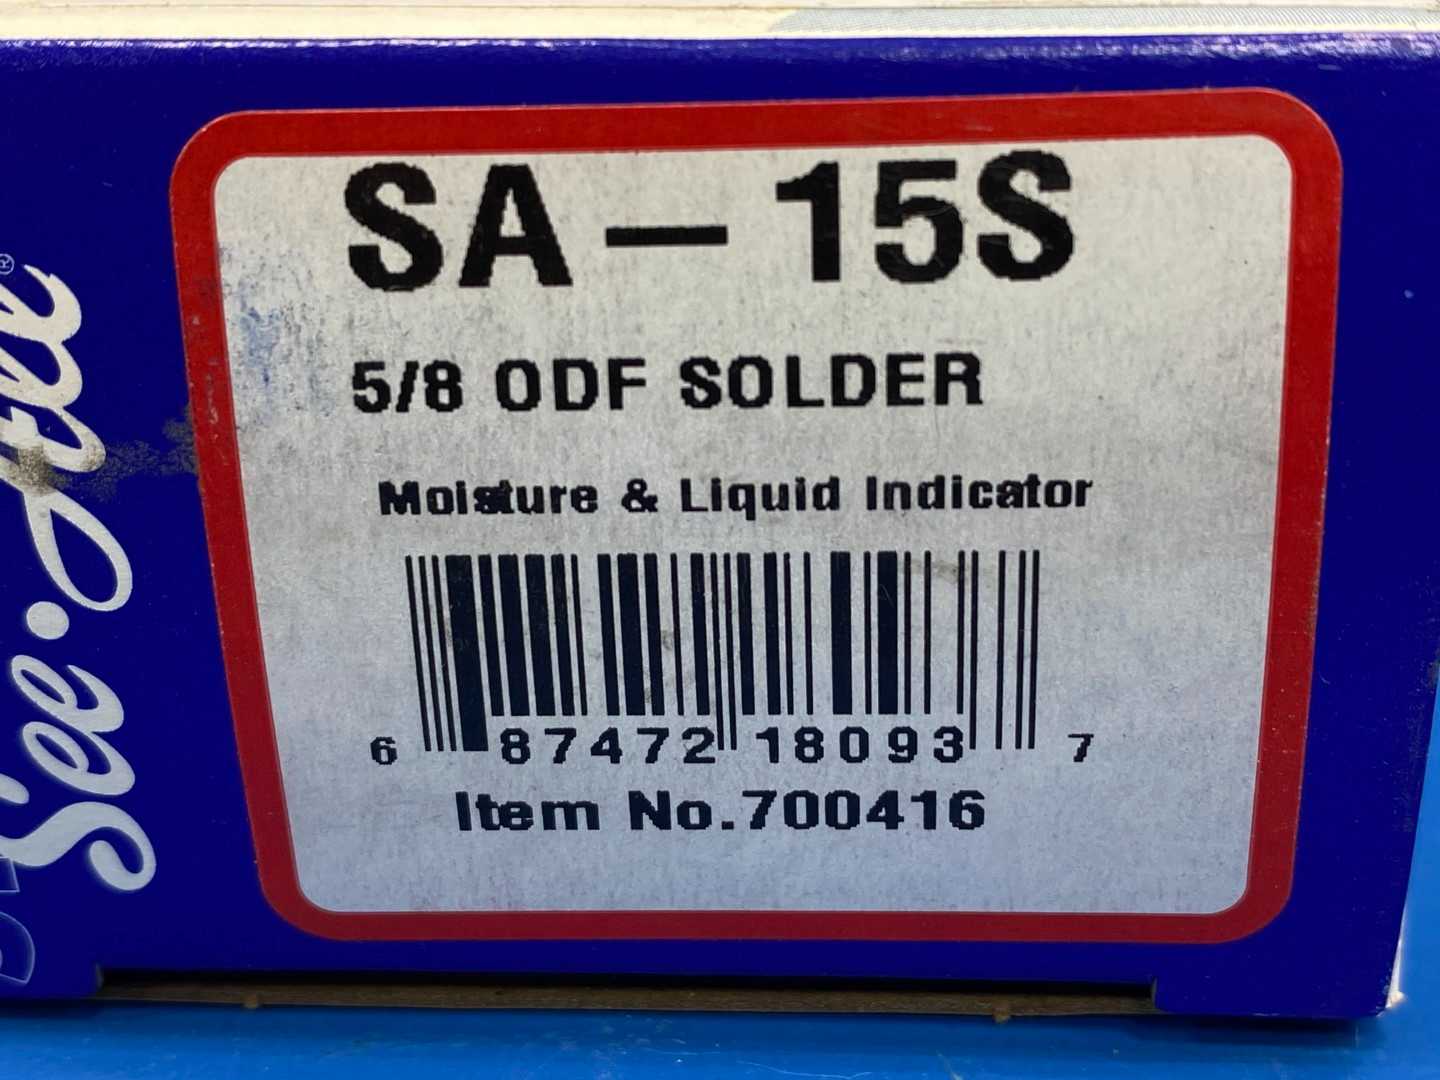 SA-15S
5/8 ODF SOLDER
Moisture & Liquid Indicator
6 87472 18093 7
Item No.700416
See·All®